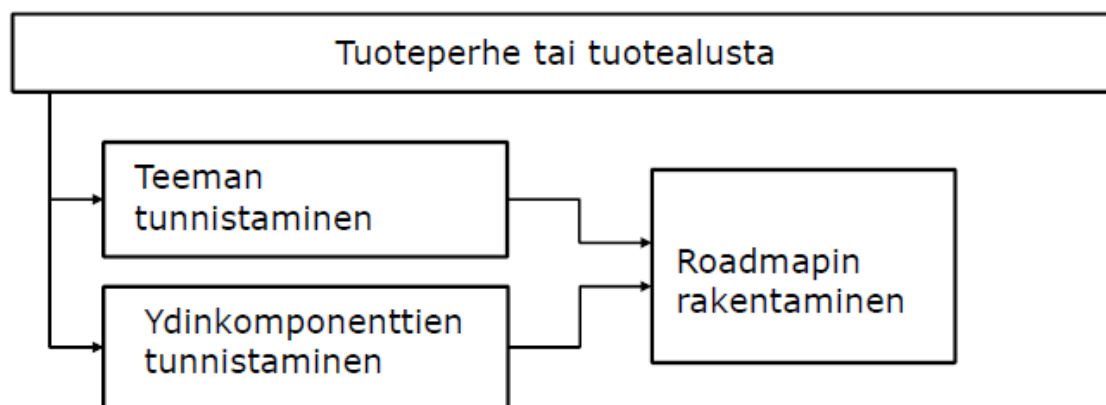 Tuoteperhe tai tuotealusta
Teeman
tunnistaminen
Ydinkomponenttien
tunnistaminen
Roadmapin
rakentaminen